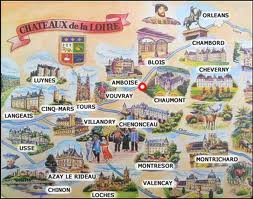 CHATEAUX de la LOIRE
ORLEANS
CHAMBORD
BLOIS
CHEVERNY
LUYNES
AMBOISE
VOUVRAY
CHAUMONT
CINQ-MARS
TOURS
LANGEAIS
VILLANDRY
CHENONCEAU
USSE
MONTRESOR
MONTRICHARD
AZAY LE RIDEAU
VALENCAY
CHINON
LOCHES